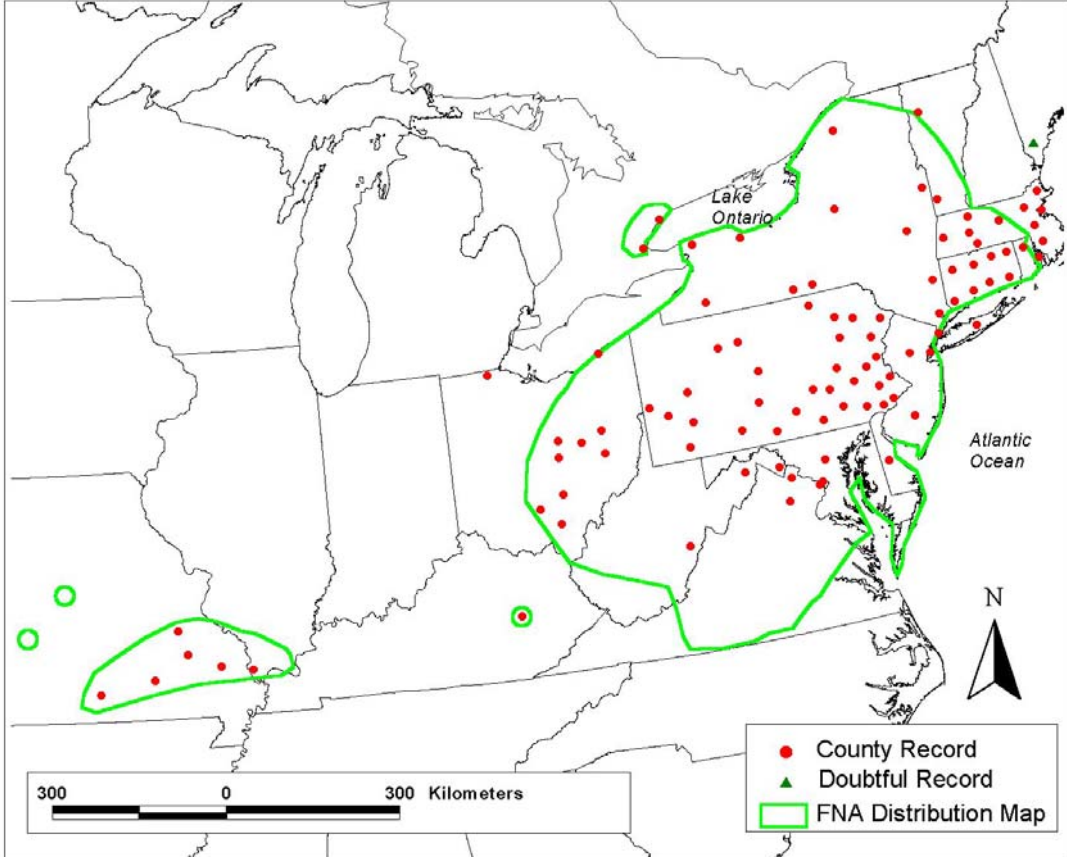 Lake
Ontario
Atlantic
Ocean
N
County Record
Doubtful Record
FNA Distribution Map
300 0 300 Kilometers